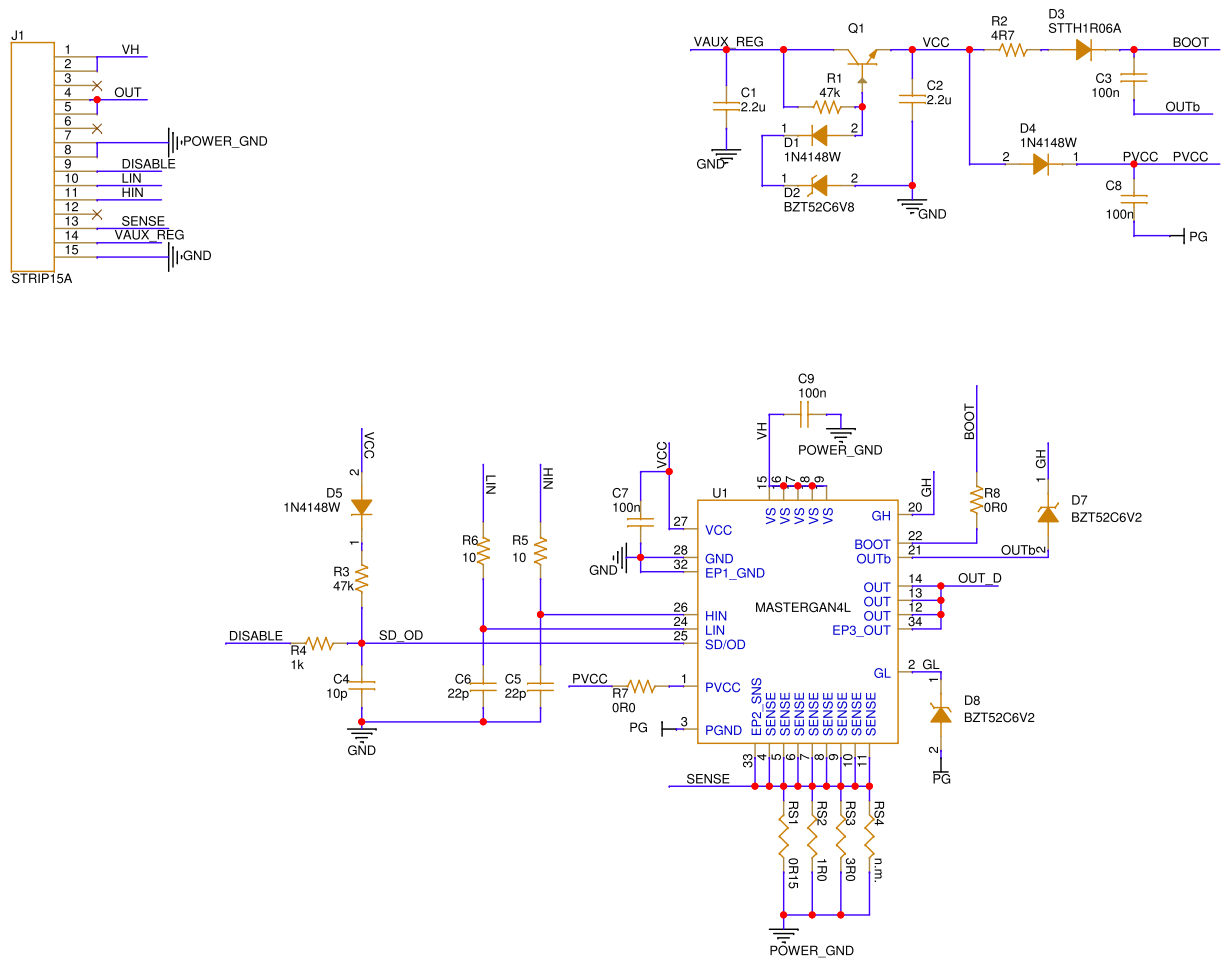 J1
1
VH
2
3
4
OUT
5
6
7
POWER_GND
8
9
DISABLE
10
LIN
11
HIN
12
13
SENSE
14
VAUX_REG
15
GND
STRIP15A
VAUX_REG
Q1
VCC
R2
4R7
D3
STTH1R06A
BOOT
C1
2.2u
GND
R1
47k
C2
2.2u
C3
100n
OUTb
1
2
D1
1N4148W
1
2
D2
BZT52C6V8
GND
D4
1N4148W
2
1
PVCC
PVCC
C8
100n
PG
VCC
2
D5
1N4148W
1
R3
47k
DISABLE
R4
1k
SD_OD
C4
10p
GND
LIN
HIN
R6
10
R5
10
C6
22p
C5
22p
VCC
C7
100n
GND
C9
100n
VH
POWER_GND
U1
MASTERGAN4L
15
6
7
8
9
VS
VS
VS
VS
VS
27
VCC
28
GND
32
EP1_GND
26
HIN
24
LIN
25
SD/OD
PVCC
R7
0R0
1
PVCC
PG
3
PGND
GH
20
GH
BOOT
22
BOOT
R8
0R0
OUTb
21
OUTb
GH
1
D7
BZT52C6V2
2
OUT
14
OUT_D
OUT
13
OUT
12
EP3_OUT
34
GL
2
GL
1
D8
BZT52C6V2
2
PG
EP2_SNS
SENSE
SENSE
SENSE
SENSE
SENSE
SENSE
SENSE
SENSE
33
4
5
6
7
8
9
10
11
SENSE
RS1
0R15
RS2
1R0
RS3
3R0
RS4
n.m.
POWER_GND